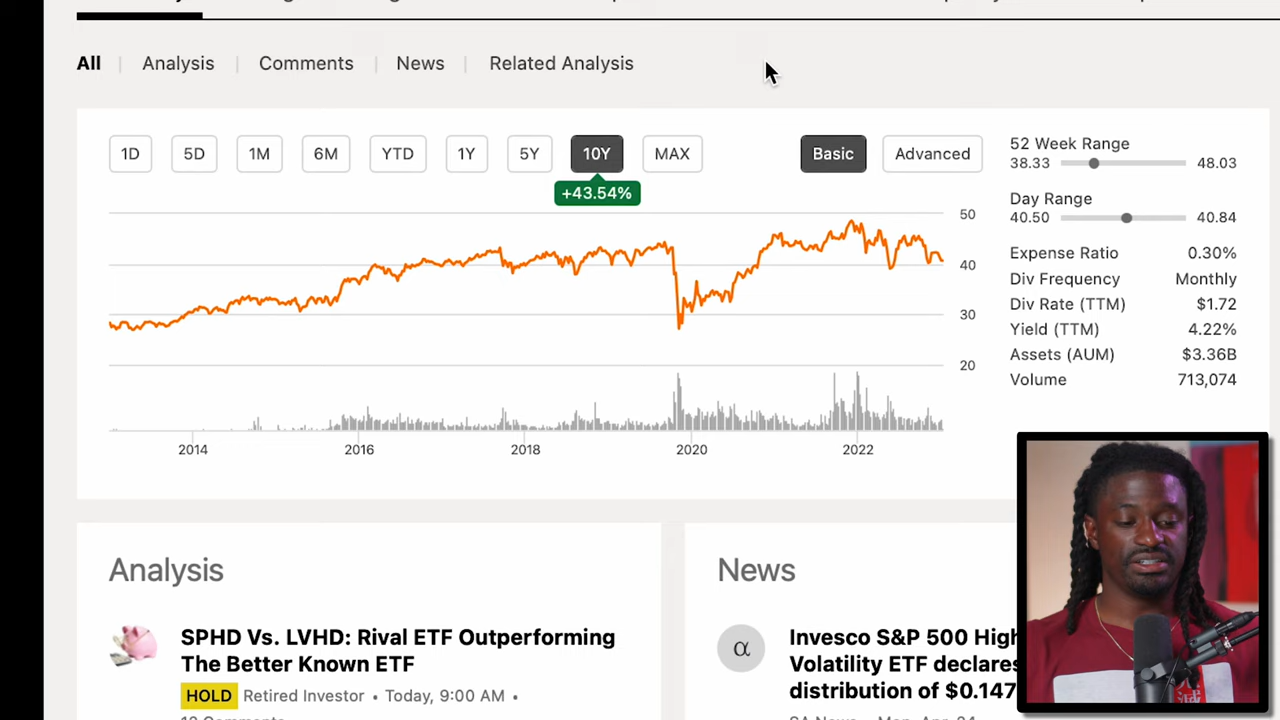 All | Analysis | Comments | News | Related Analysis
1D 5D 1M 6M YTD 1Y 5Y 10Y MAX Basic Advanced
+43.54%
50
40
30
20
2014 2016 2018 2020 2022
52 Week Range
38.33 48.03
Day Range
40.50 40.84
Expense Ratio 0.30%
Div Frequency Monthly
Div Rate (TTM) $1.72
Yield (TTM) 4.22%
Assets (AUM) $3.36B
Volume 713,074
Analysis
SPHD Vs. LVHD: Rival ETF Outperforming
The Better Known ETF
HOLD Retired Investor • Today, 9:00 AM •
News
α
Invesco S&P 500 High
Volatility ETF declares
distribution of $0.147